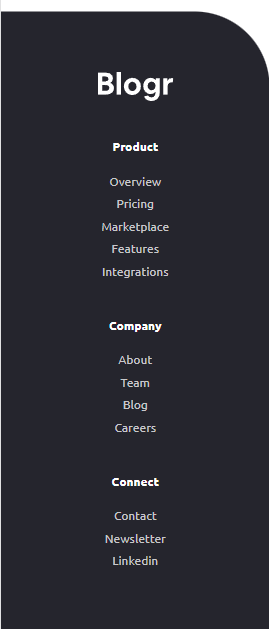 Blogr
Product
Overview
Pricing
Marketplace
Features
Integrations
Company
About
Team
Blog
Careers
Connect
Contact
Newsletter
Linkedin